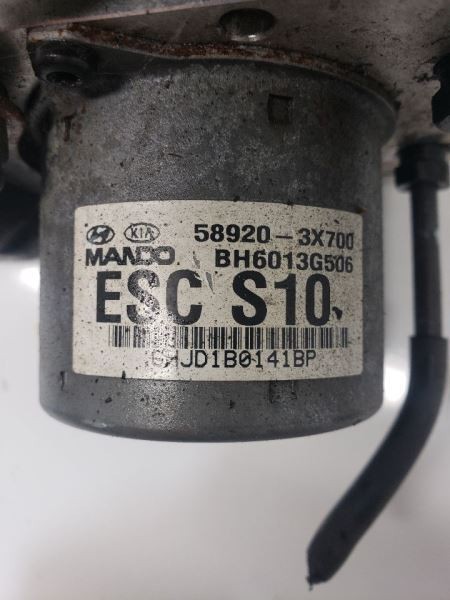 KIA 58920-3X700
MANDO BH6013G506
ESC S10
JD1B0141BP